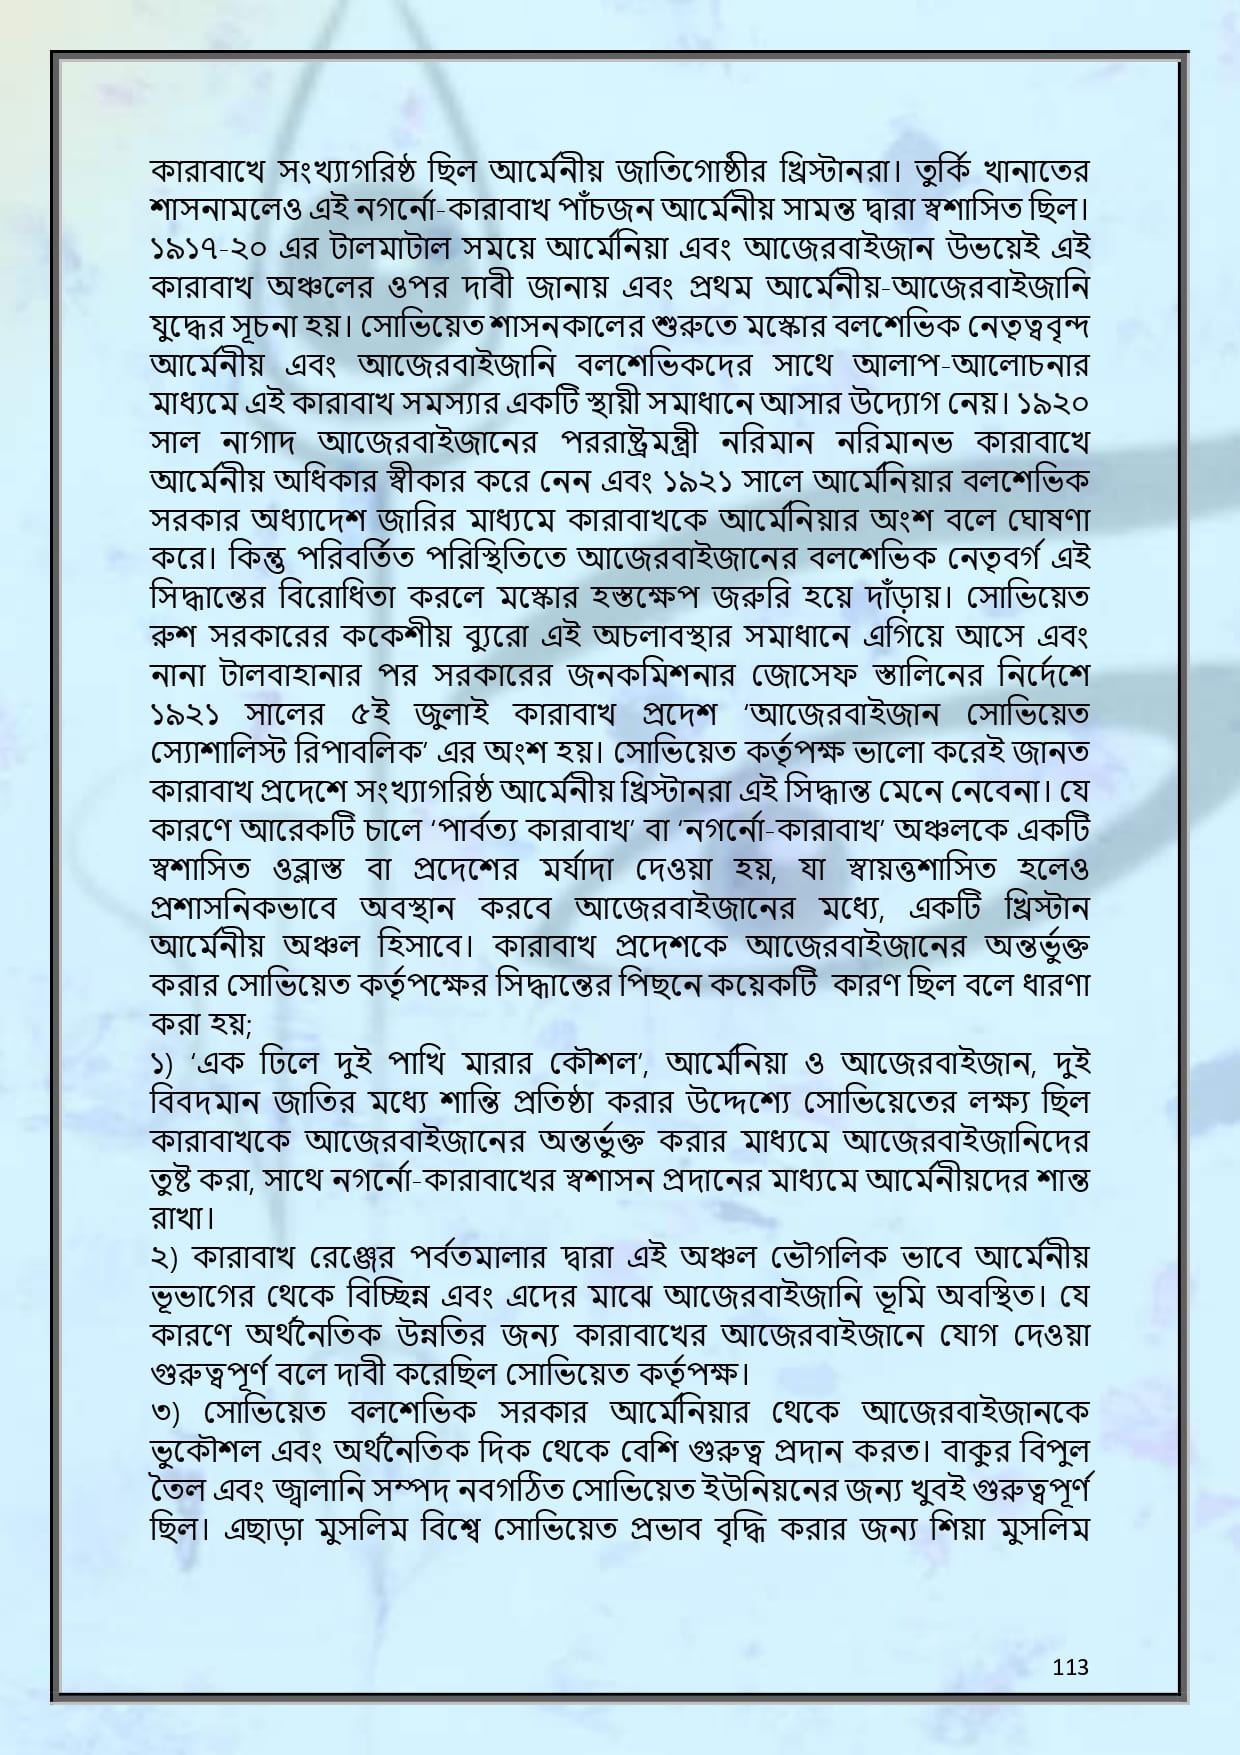 কারাবাখে সংখ্যাগরিষ্ঠ ছিল আর্মেনীয় জাতিগোষ্ঠীর খ্রিস্টানরা। তুর্কি খানাতের
শাসনামলেও এই নগর্নো-কারাবাখ পাঁচজন আর্মেনীয় সামন্ত দ্বারা স্বশাসিত ছিল।
১৯১৭-২০ এর টালমাটাল সময়ে আর্মেনিয়া এবং আজেরবাইজান উভয়েই এই
কারাবাখ অঞ্চলের ওপর দাবী জানায় এবং প্রথম আর্মেনীয়-আজেরবাইজানি
যুদ্ধের সূচনা হয়। সোভিয়েত শাসনকালের শুরুতে মস্কোর বলশেভিক নেতৃত্ববৃন্দ
আর্মেনীয় এবং আজেরবাইজানি বলশেভিকদের সাথে আলাপ-আলোচনার
মাধ্যমে এই কারাবাখ সমস্যার একটি স্থায়ী সমাধানে আসার উদ্যোগ নেয়। ১৯২০
সাল নাগাদ আজেরবাইজানের পররাষ্ট্রমন্ত্রী নরিমান নরিমানভ কারাবাখে
আর্মেনীয় অধিকার স্বীকার করে নেন এবং ১৯২১ সালে আর্মেনিয়ার বলশেভিক
সরকার অধ্যাদেশ জারির মাধ্যমে কারাবাখকে আর্মেনিয়ার অংশ বলে ঘোষণা
করে। কিন্তু পরিবর্তিত পরিস্থিতিতে আজেরবাইজানের বলশেভিক নেতৃবর্গ এই
সিদ্ধান্তের বিরোধিতা করলে মস্কোর হস্তক্ষেপ জরুরি হয়ে দাঁড়ায়। সোভিয়েত
রুশ সরকারের ককেশীয় ব্যুরো এই অচলাবস্থার সমাধানে এগিয়ে আসে এবং
নানা টালবাহানার পর সরকারের জনকমিশনার জোসেফ স্তালিনের নির্দেশে
১৯২১ সালের ৫ই জুলাই কারাবাখ প্রদেশ ‘আজেরবাইজান সোভিয়েত
স্যোশালিস্ট রিপাবলিক’ এর অংশ হয়। সোভিয়েত কর্তৃপক্ষ ভালো করেই জানত
কারাবাখ প্রদেশে সংখ্যাগরিষ্ঠ আর্মেনীয় খ্রিস্টানরা এই সিদ্ধান্ত মেনে নেবেনা। যে
কারণে আরেকটি চালে ‘পার্বত্য কারাবাখ’ বা ‘নগর্নো-কারাবাখ’ অঞ্চলকে একটি
স্বশাসিত ওব্লাস্ত বা প্রদেশের মর্যাদা দেওয়া হয়, যা স্বায়ত্তশাসিত হলেও
প্রশাসনিকভাবে অবস্থান করবে আজেরবাইজানের মধ্যে, একটি খ্রিস্টান
আর্মেনীয় অঞ্চল হিসাবে। কারাবাখ প্রদেশকে আজেরবাইজানের অন্তর্ভুক্ত
করার সোভিয়েত কর্তৃপক্ষের সিদ্ধান্তের পিছনে কয়েকটি কারণ ছিল বলে ধারণা
করা হয়;
১) ‘এক ঢিলে দুই পাখি মারার কৌশল’, আর্মেনিয়া ও আজেরবাইজান, দুই
বিবদমান জাতির মধ্যে শান্তি প্রতিষ্ঠা করার উদ্দেশ্যে সোভিয়েতের লক্ষ্য ছিল
কারাবাখকে আজেরবাইজানের অন্তর্ভুক্ত করার মাধ্যমে আজেরবাইজানিদের
তুষ্ট করা, সাথে নগর্নো-কারাবাখের স্বশাসন প্রদানের মাধ্যমে আর্মেনীয়দের শান্ত
রাখা।
২) কারাবাখ রেঞ্জের পর্বতমালার দ্বারা এই অঞ্চল ভৌগলিক ভাবে আর্মেনীয়
ভূভাগের থেকে বিচ্ছিন্ন এবং এদের মাঝে আজেরবাইজানি ভূমি অবস্থিত। যে
কারণে অর্থনৈতিক উন্নতির জন্য কারাবাখের আজেরবাইজানে যোগ দেওয়া
গুরুত্বপূর্ণ বলে দাবী করেছিল সোভিয়েত কর্তৃপক্ষ।
৩) সোভিয়েত বলশেভিক সরকার আর্মেনিয়ার থেকে আজেরবাইজানকে
ভুকৌশল এবং অর্থনৈতিক দিক থেকে বেশি গুরুত্ব প্রদান করত। বাকুর বিপুল
তৈল এবং জ্বালানি সম্পদ নবগঠিত সোভিয়েত ইউনিয়নের জন্য খুবই গুরুত্বপূর্ণ
ছিল। এছাড়া মুসলিম বিশ্বে সোভিয়েত প্রভাব বৃদ্ধি করার জন্য শিয়া মুসলিম
113